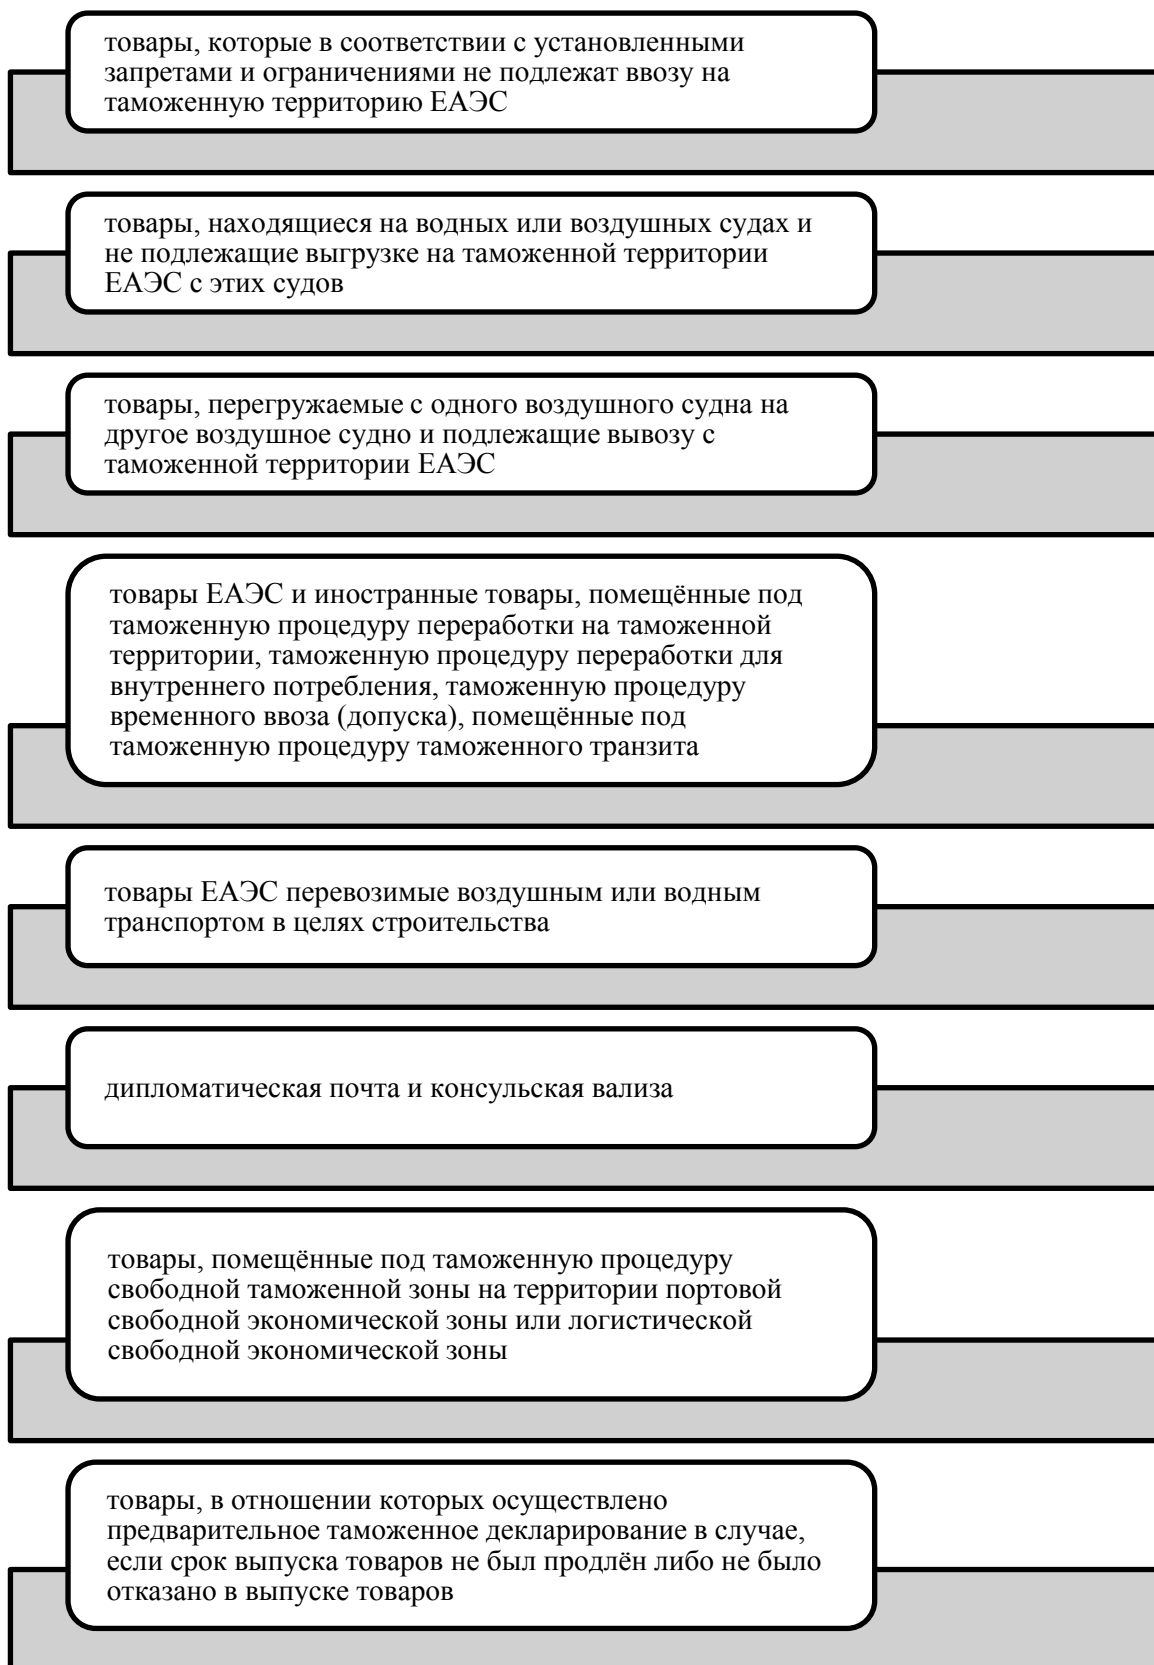 товары, которые в соответствии с установленными
запретами и ограничениями не подлежат ввозу на
таможенную территорию ЕАЭС
товары, находящиеся на водных или воздушных судах и
не подлежащие выгрузке на таможенной территории
ЕАЭС с этих судов
товары, перегружаемые с одного воздушного судна на
другое воздушное судно и подлежащие вывозу с
таможенной территории ЕАЭС
товары ЕАЭС и иностранные товары, помещённые под
таможенную процедуру переработки на таможенной
территории, таможенную процедуру переработки для
внутреннего потребления, таможенную процедуру
временного ввоза (допуска), помещённые под
таможенную процедуру таможенного транзита
товары ЕАЭС перевозимые воздушным или водным
транспортом в целях строительства
дипломатическая почта и консульская вализа
товары, помещённые под таможенную процедуру
свободной таможенной зоны на территории портовой
свободной экономической зоны или логистической
свободной экономической зоны
товары, в отношении которых осуществлено
предварительное таможенное декларирование в случае,
если срок выпуска товаров не был продлён либо не было
отказано в выпуске товаров